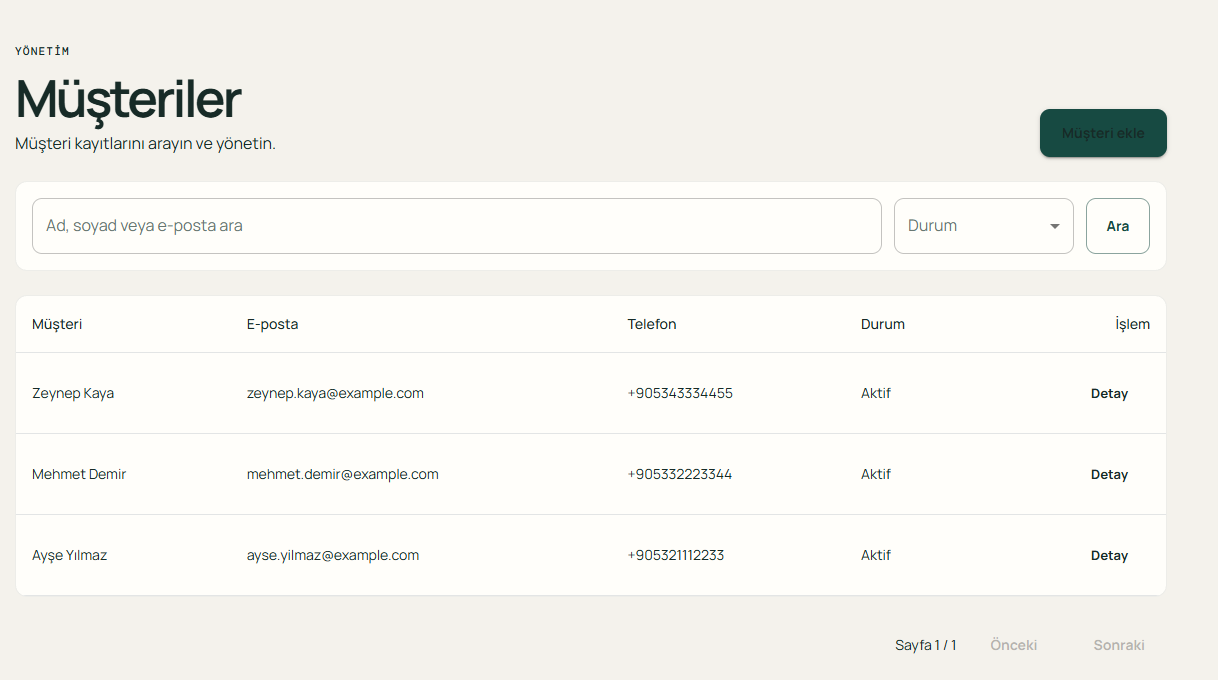 YÖNETİM
Müşteriler
Müşteri kayıtlarını arayın ve yönetin.
Müşteri ekle
Ad, soyad veya e-posta ara
Durum
Ara
Müşteri E-posta Telefon Durum İşlem
Zeynep Kaya zeynep.kaya@example.com +905343334455 Aktif Detay
Mehmet Demir mehmet.demir@example.com +905332223344 Aktif Detay
Ayşe Yılmaz ayse.yilmaz@example.com +905321112233 Aktif Detay
Sayfa 1 / 1 Önceki Sonraki